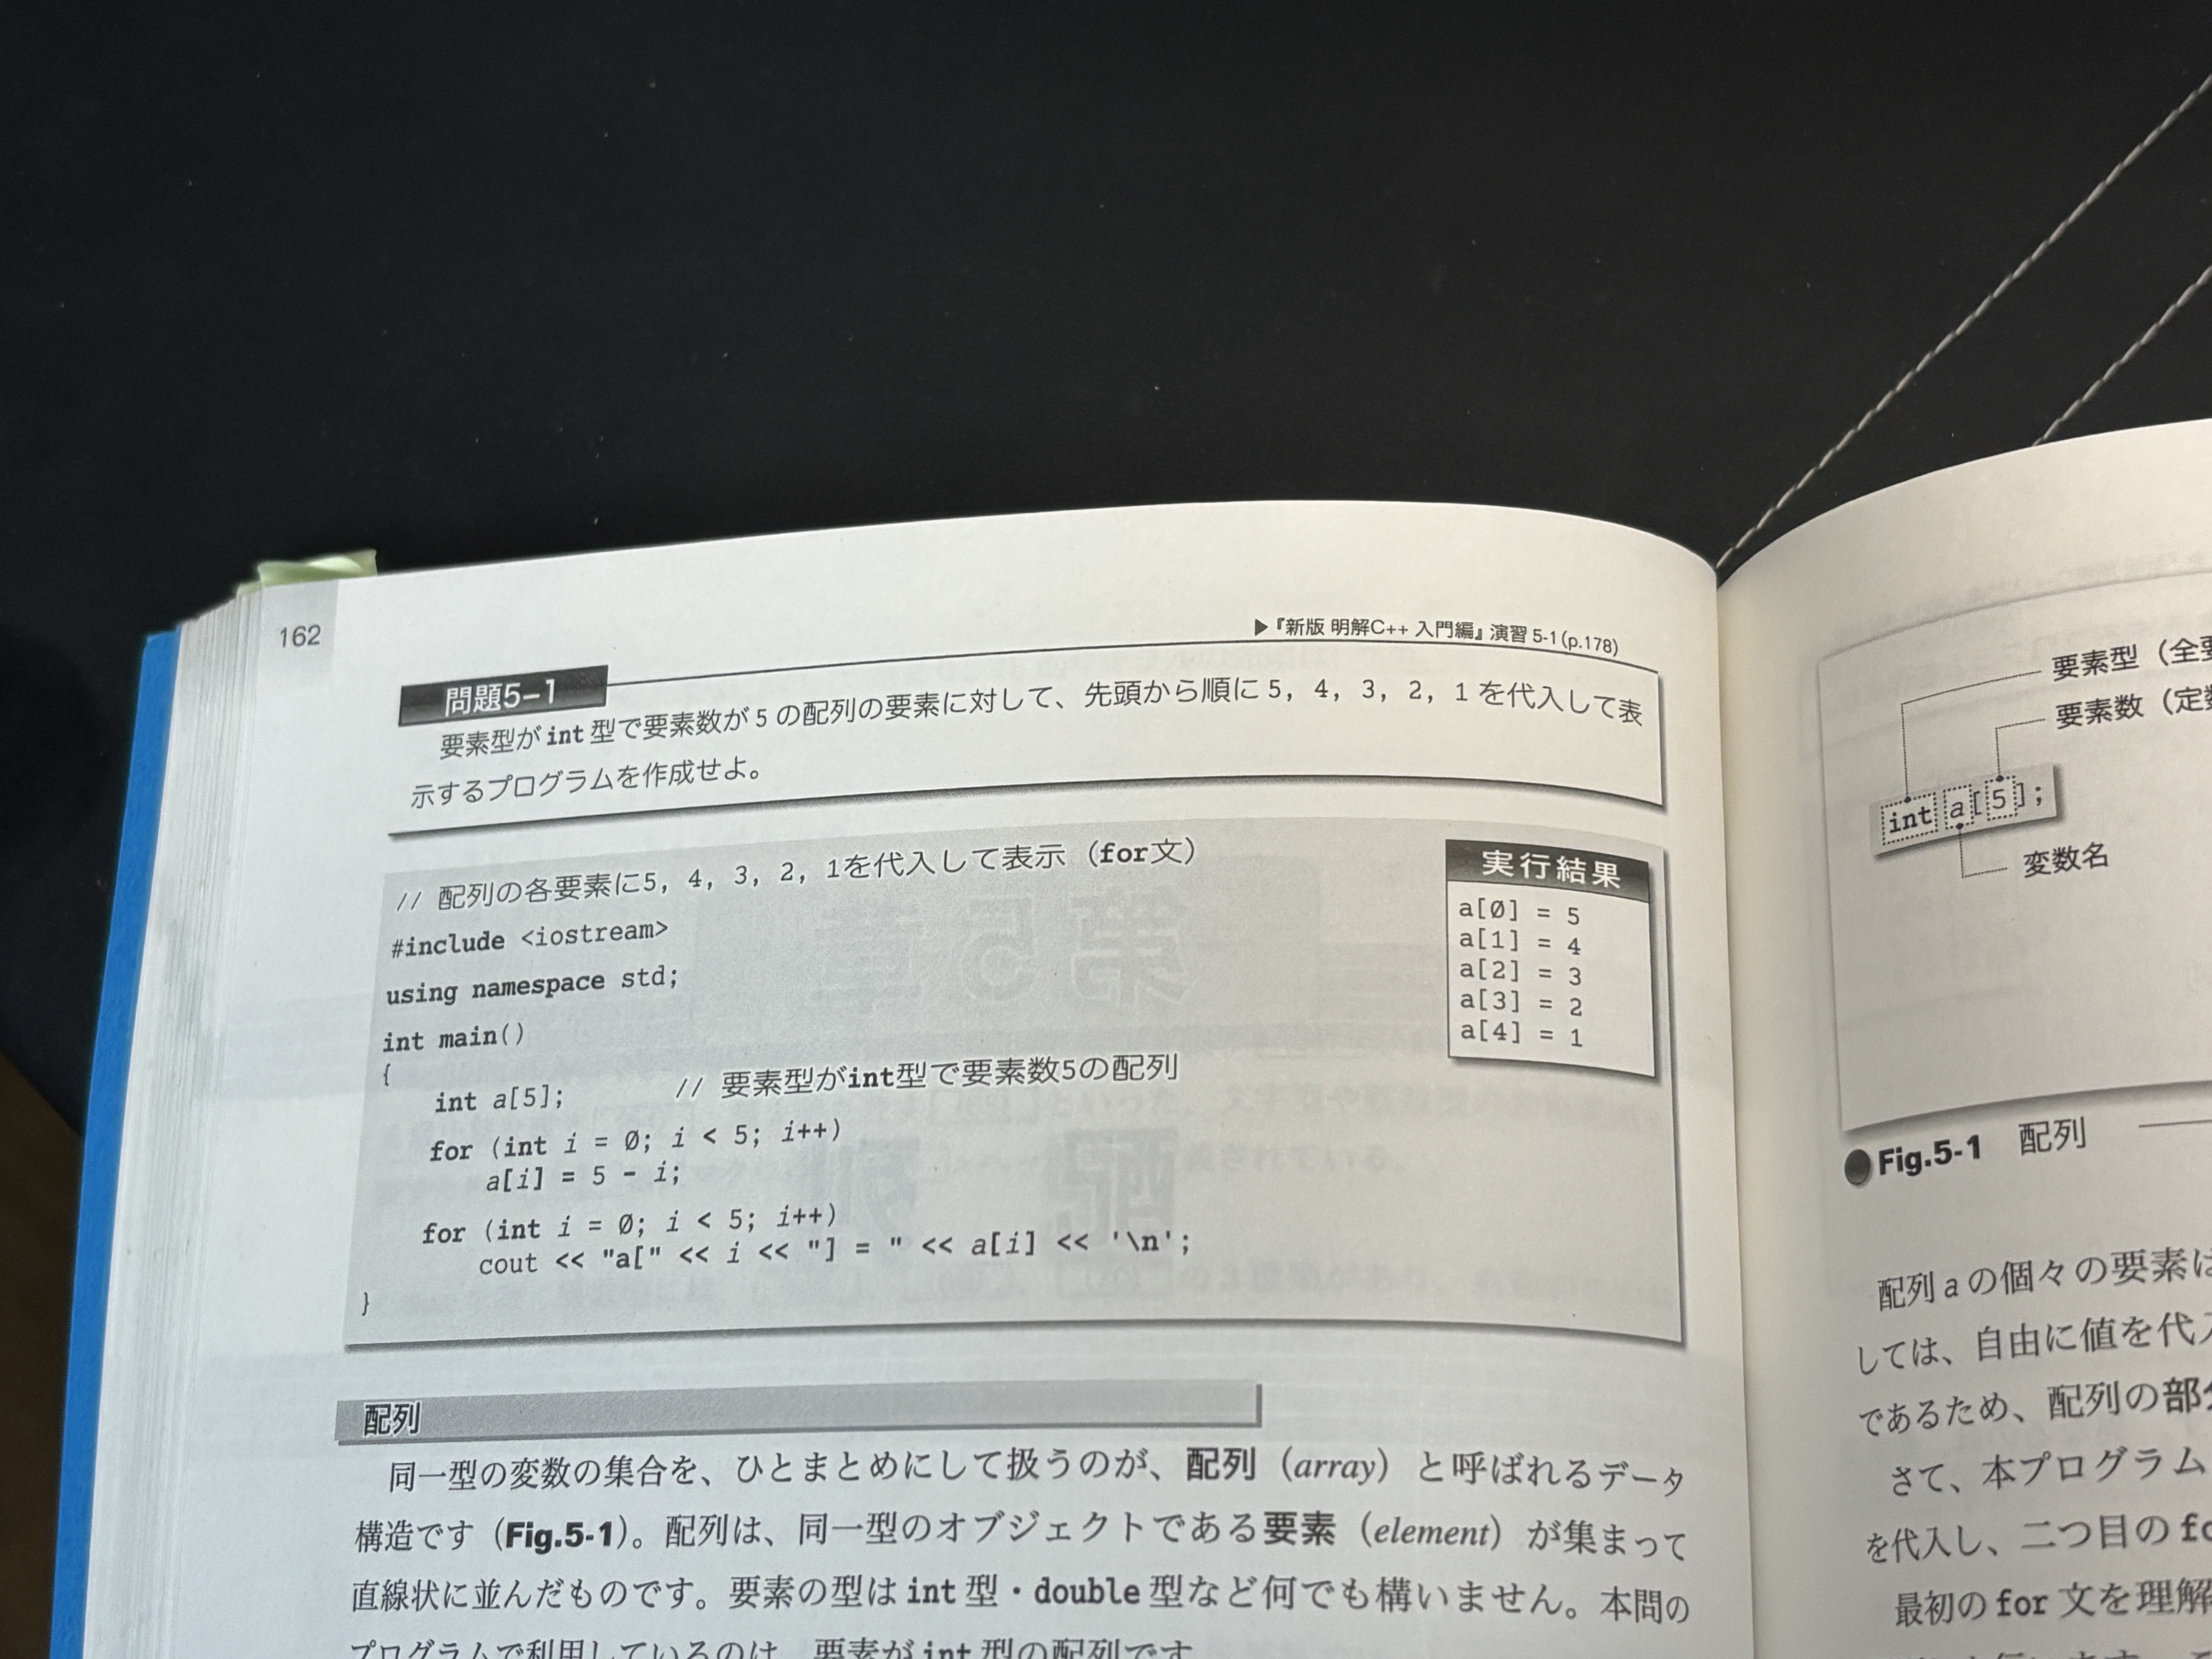 162
▶『新版 明解C++ 入門編』演習 5-1(p.178)
問題5-1
要素型が int 型で要素数が 5 の配列の要素に対して、先頭から順に 5, 4, 3, 2, 1 を代入して表
示するプログラムを作成せよ。
// 配列の各要素に5, 4, 3, 2, 1を代入して表示（for文）
#include <iostream>
using namespace std;
int main()
{
int a[5]; // 要素型がint型で要素数5の配列
for (int i = 0; i < 5; i++)
a[i] = 5 - i;
for (int i = 0; i < 5; i++)
cout << "a[" << i << "] = " << a[i] << '\n';
}
実行結果
a[0] = 5
a[1] = 4
a[2] = 3
a[3] = 2
a[4] = 1
配列
同一型の変数の集合を、ひとまとめにして扱うのが、配列（array）と呼ばれるデータ
構造です（Fig.5-1）。配列は、同一型のオブジェクトである要素（element）が集まって
直線状に並んだものです。要素の型は int 型・double 型など何でも構いません。本問の
プログラムで利用しているのは、要素が int 型の配列です
要素型（全要
要素数（定数
int a[5];
変数名
●Fig.5-1 配列
配列 a の個々の要素は
しては、自由に値を代入
であるため、配列の部分
さて、本プログラム
を代入し、二つ目の fo
最初の for 文を理解